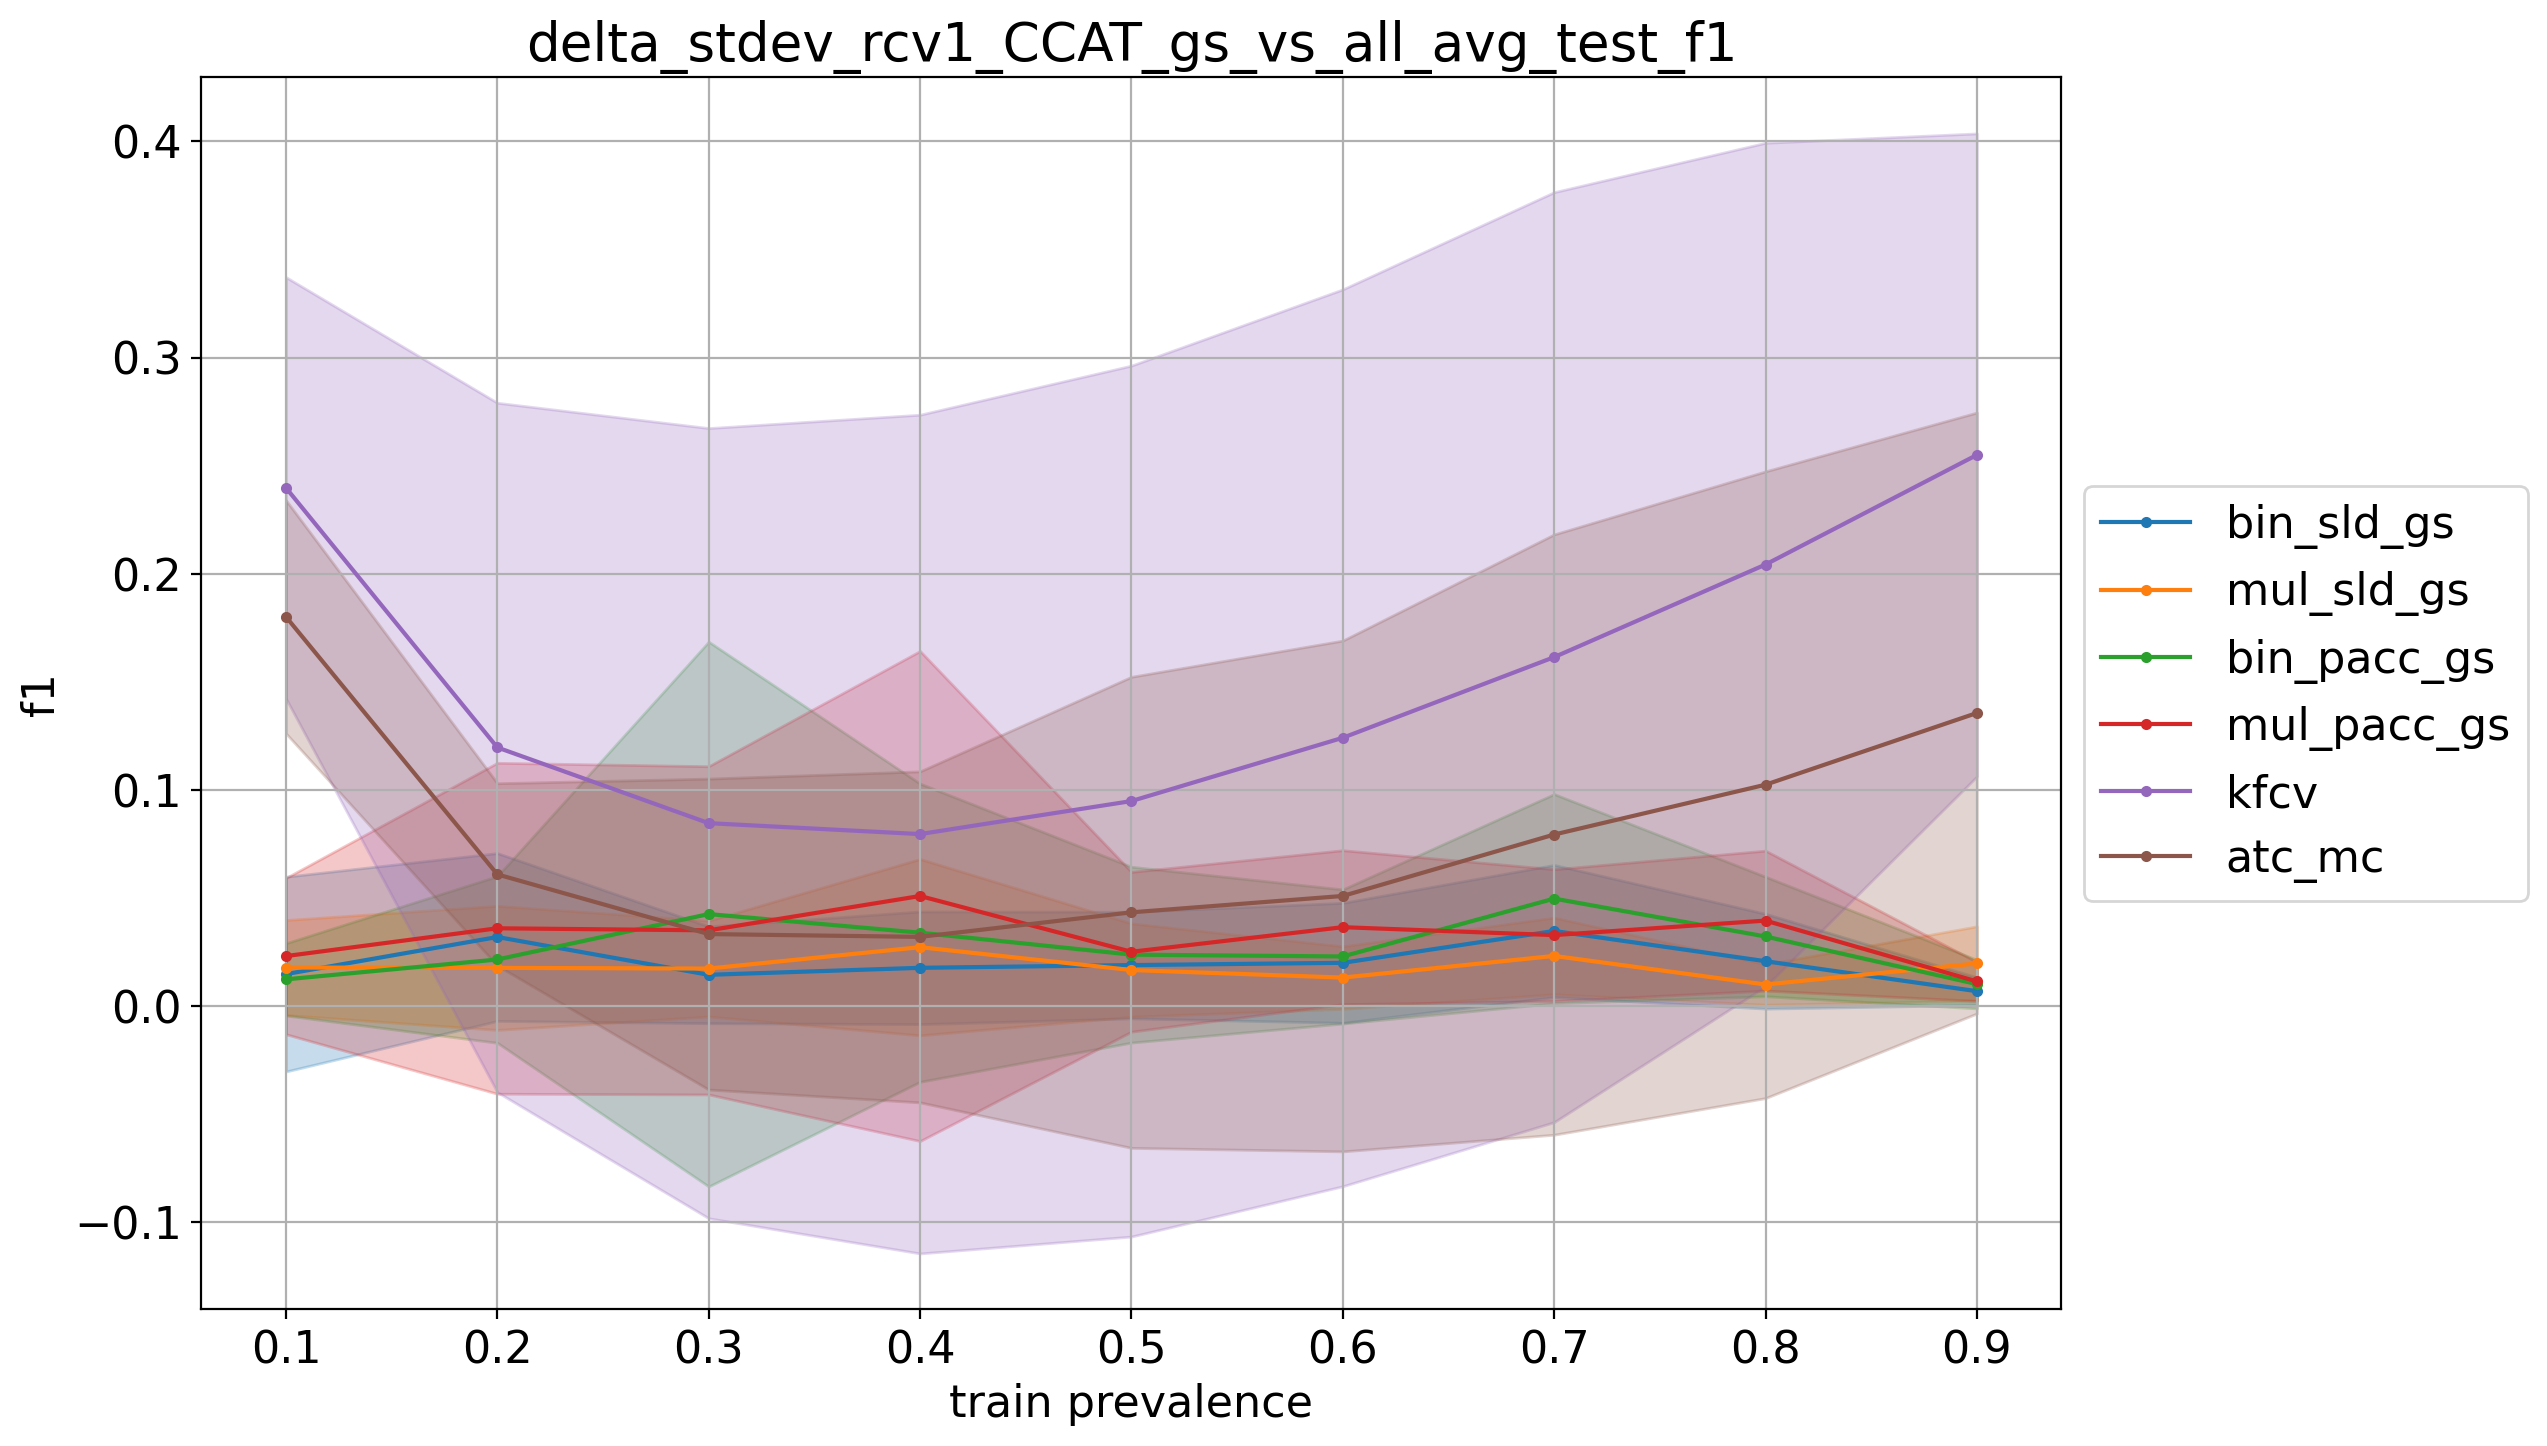 delta_stdev_rcv1_CCAT_gs_vs_all_avg_test_f1
f1
0.4
0.3
0.2
0.1
0.0
−0.1
0.1 0.2 0.3 0.4 0.5 0.6 0.7 0.8 0.9
train prevalence
bin_sld_gs
mul_sld_gs
bin_pacc_gs
mul_pacc_gs
kfcv
atc_mc